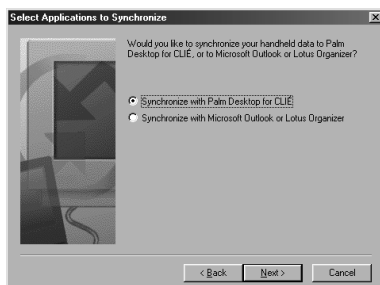 Select Applications to Synchronize
Would you like to synchronize your handheld data to Palm
Desktop for CLIÉ, or to Microsoft Outlook or Lotus Organizer?
Synchronize with Palm Desktop for CLIÉ
Synchronize with Microsoft Outlook or Lotus Organizer
< Back
Next >
Cancel